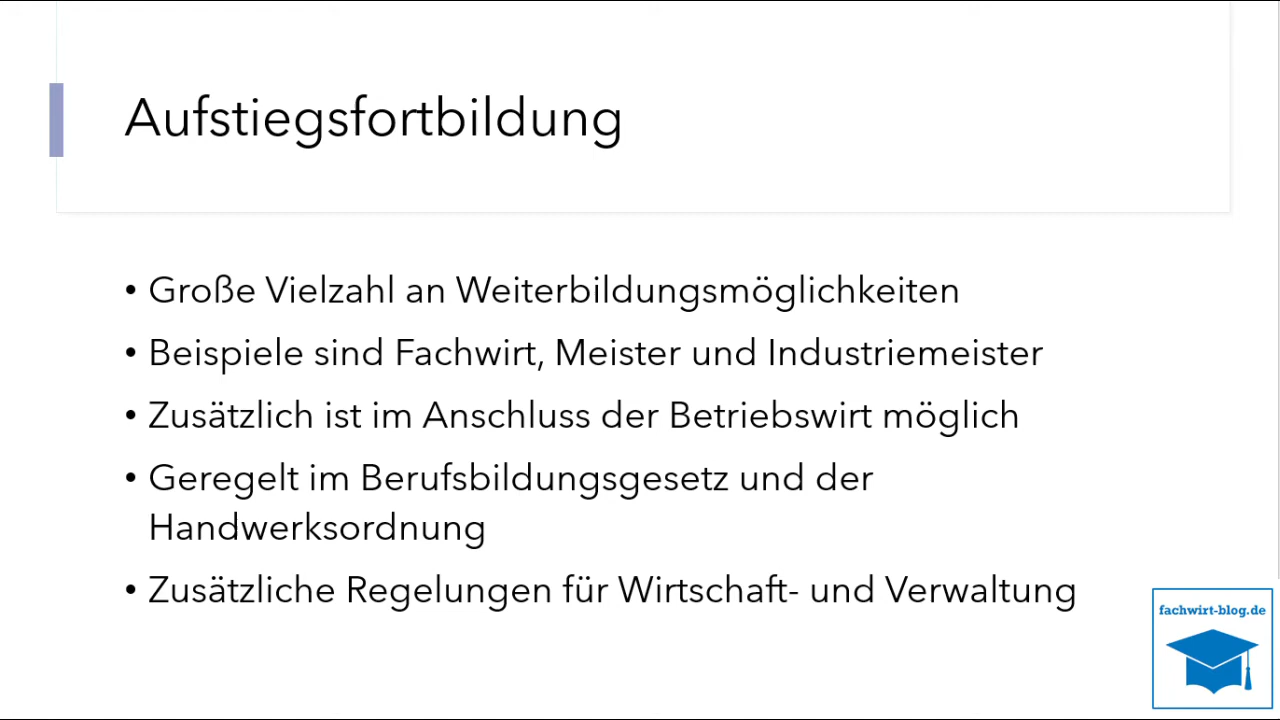 Aufstiegsfortbildung
• Große Vielzahl an Weiterbildungsmöglichkeiten
• Beispiele sind Fachwirt, Meister und Industriemeister
• Zusätzlich ist im Anschluss der Betriebswirt möglich
• Geregelt im Berufsbildungsgesetz und der
Handwerksordnung
• Zusätzliche Regelungen für Wirtschaft- und Verwaltung
fachwirt-blog.de